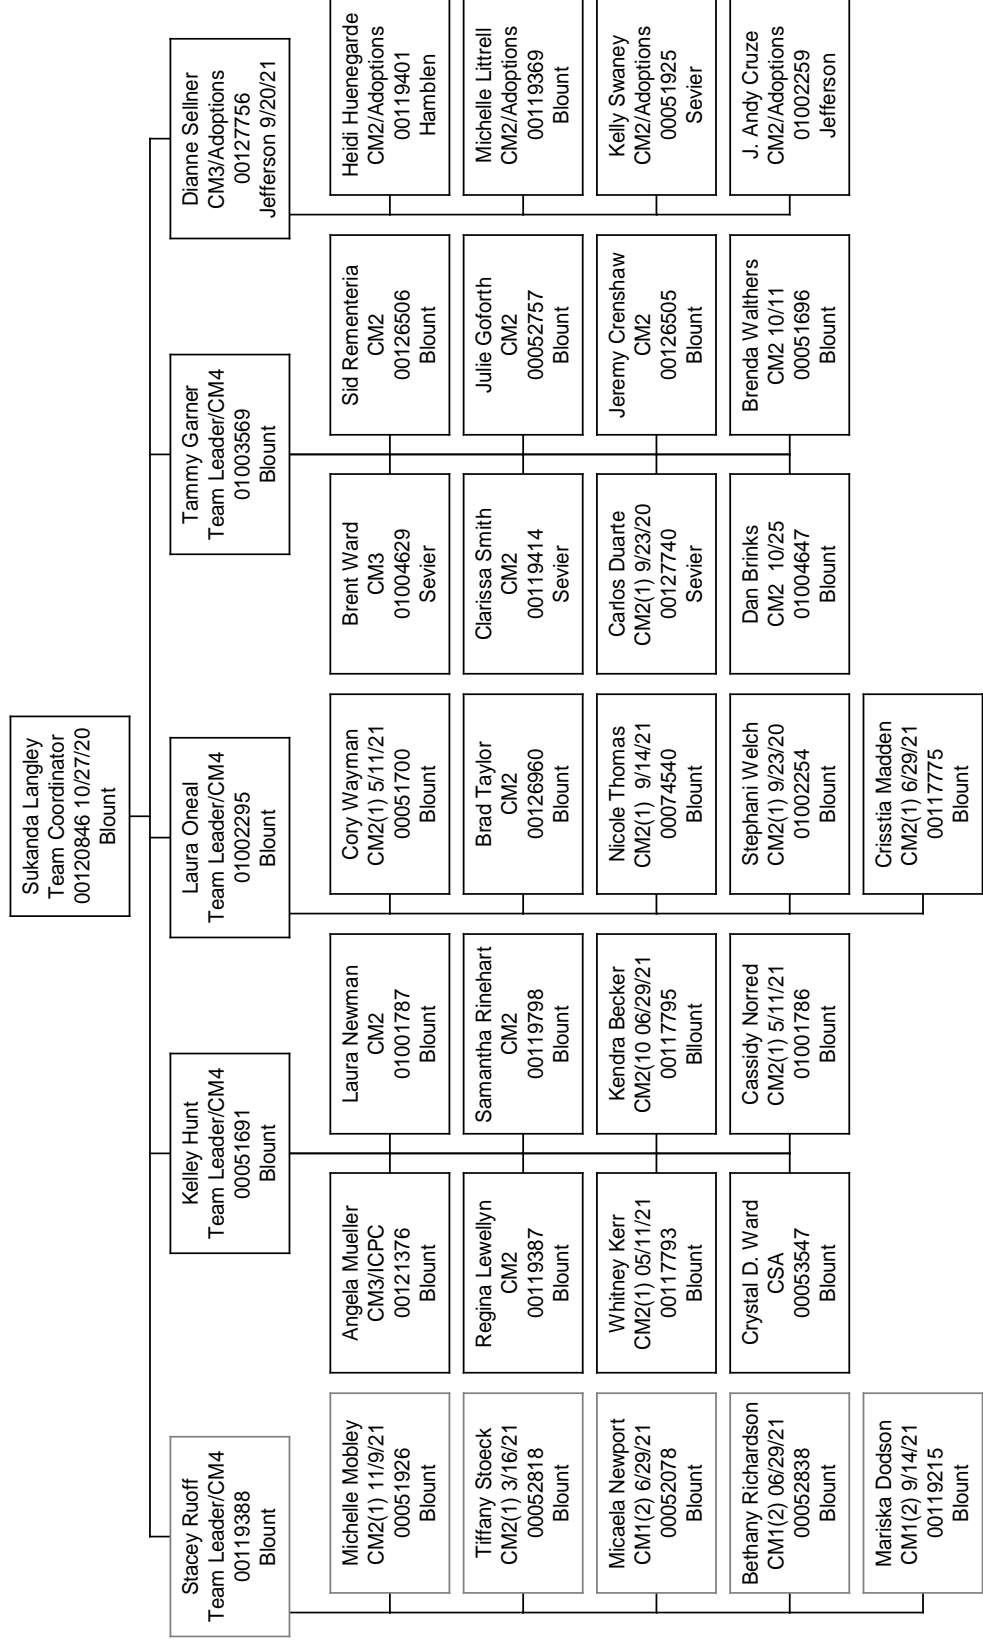 Sukanda Langley
Team Coordinator
00120846 10/27/20
Blount
Stacey Ruoff
Team Leader/CM4
00119388
Blount
Michelle Mobley
CM2(1) 11/9/21
00051926
Blount
Tiffany Stoeck
CM2(1) 3/16/21
00052818
Blount
Micaela Newport
CM1(2) 6/29/21
00052078
Blount
Bethany Richardson
CM1(2) 06/29/21
00052838
Blount
Mariska Dodson
CM1(2) 9/14/21
00119215
Blount
Kelley Hunt
Team Leader/CM4
00051691
Blount
Angela Mueller
CM3/ICPC
00121376
Blount
Laura Newman
CM2
01001787
Blount
Regina Lewellyn
CM2
00119387
Blount
Samantha Rinehart
CM2
00119798
Blount
Whitney Kerr
CM2(1) 05/11/21
00117793
Blount
Kendra Becker
CM2(10 06/29/21
00117795
Bllount
Crystal D. Ward
CSA
00053547
Blount
Cassidy Norred
CM2(1) 5/11/21
01001786
Blount
Laura Oneal
Team Leader/CM4
01002295
Blount
Cory Wayman
CM2(1) 5/11/21
00051700
Blount
Brad Taylor
CM2
00126960
Blount
Nicole Thomas
CM2(1) 9/14/21
00074540
Blount
Stephani Welch
CM2(1) 9/23/20
01002254
Blount
Crisstia Madden
CM2(1) 6/29/21
00117775
Blount
Tammy Garner
Team Leader/CM4
01003569
Blount
Brent Ward
CM3
01004629
Sevier
Sid Rementeria
CM2
00126506
Blount
Clarissa Smith
CM2
00119414
Sevier
Julie Goforth
CM2
00052757
Blount
Carlos Duarte
CM2(1) 9/23/20
00127740
Sevier
Jeremy Crenshaw
CM2
00126505
Blount
Dan Brinks
CM2 10/25
01004647
Blount
Brenda Walthers
CM2 10/11
00051696
Blount
Dianne Sellner
CM3/Adoptions
00127756
Jefferson 9/20/21
Heidi Huenegarde
CM2/Adoptions
00119401
Hamblen
Michelle Littrell
CM2/Adoptions
00119369
Blount
Kelly Swaney
CM2/Adoptions
00051925
Sevier
J. Andy Cruze
CM2/Adoptions
01002259
Jefferson